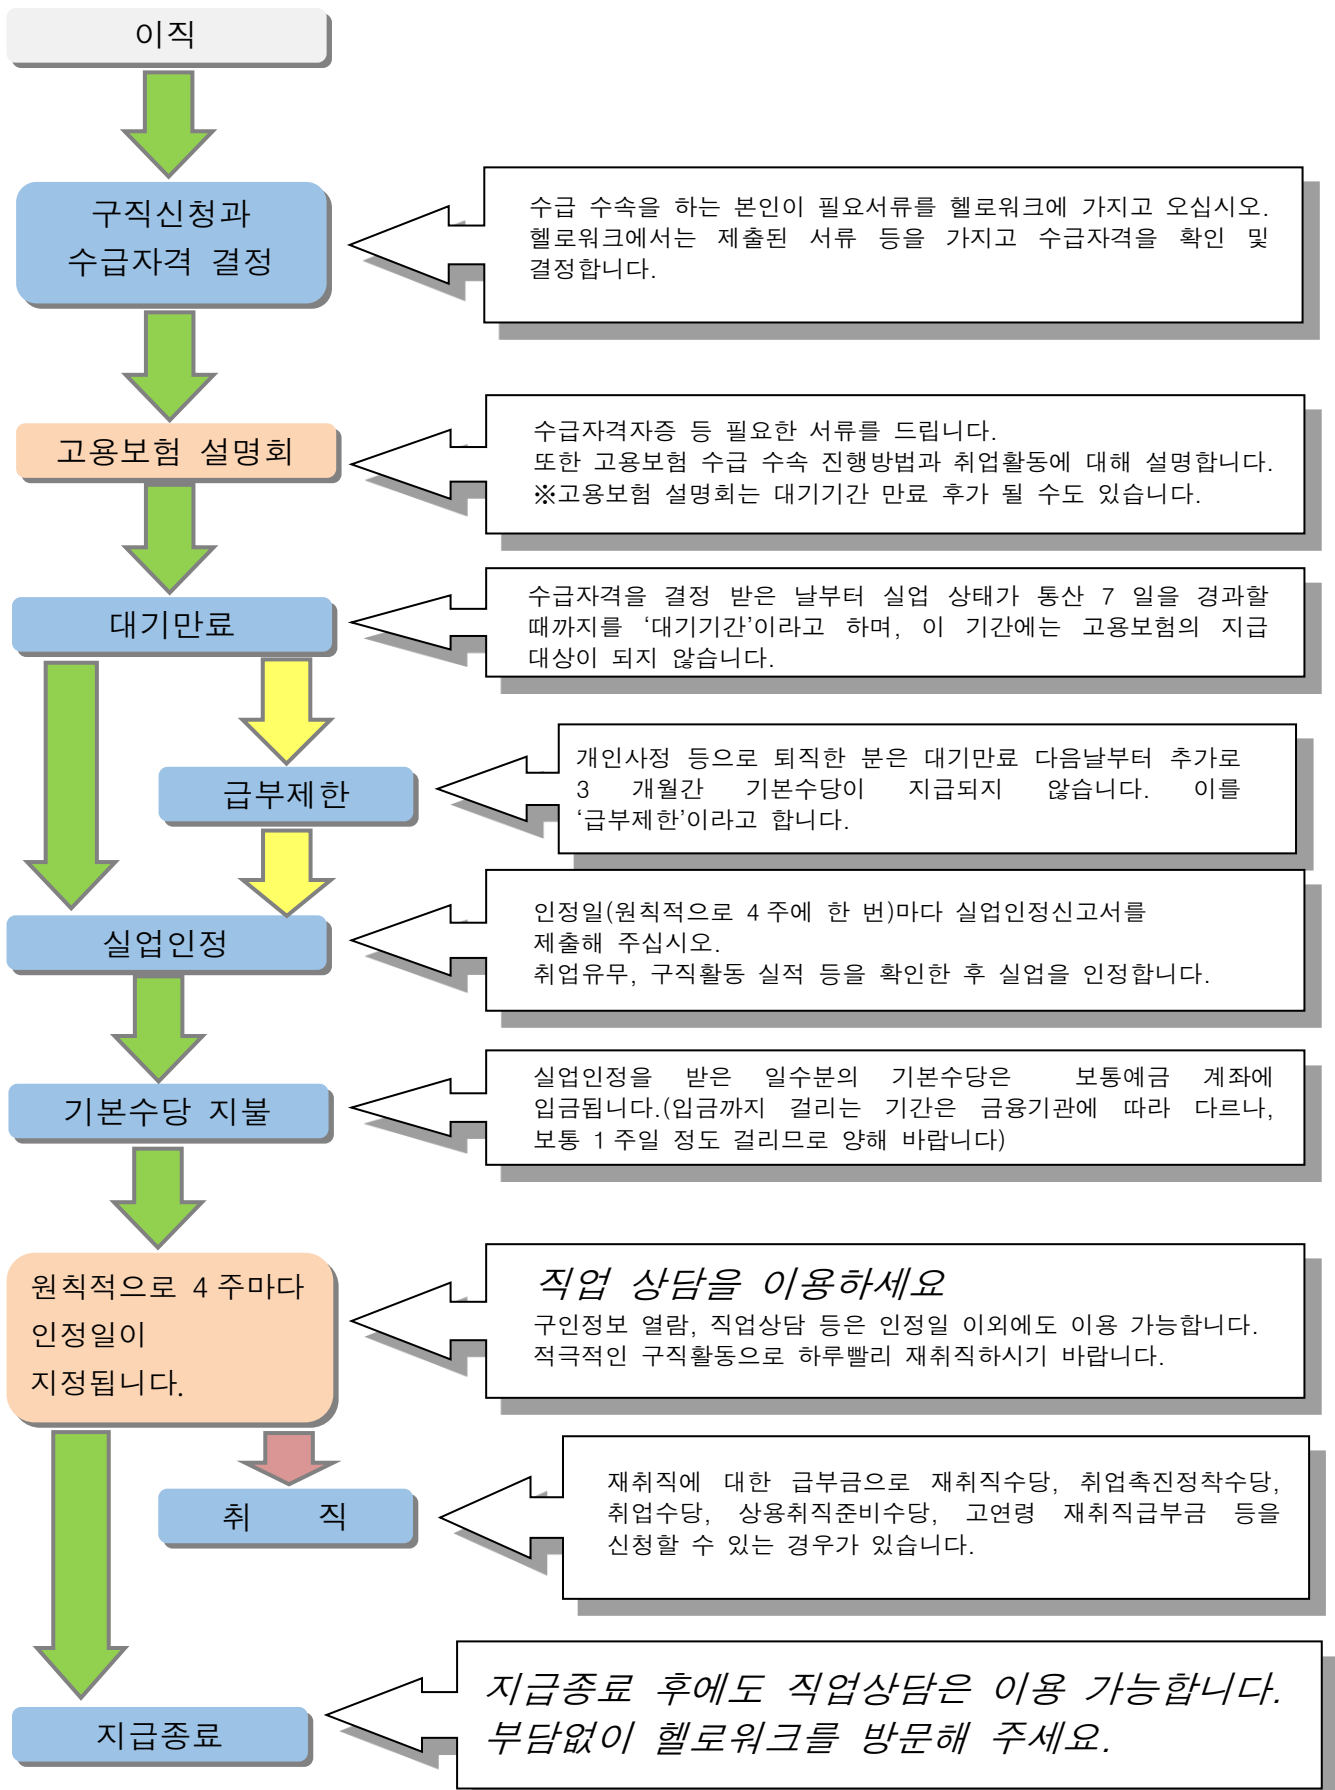 이직
구직신청과
수급자격 결정
수급 수속을 하는 본인이 필요서류를 헬로워크에 가지고 오십시오.
헬로워크에서는 제출된 서류 등을 가지고 수급자격을 확인 및
결정합니다.
고용보험 설명회
수급자격자증 등 필요한 서류를 드립니다.
또한 고용보험 수급 수속 진행방법과 취업활동에 대해 설명합니다.
※고용보험 설명회는 대기기간 만료 후가 될 수도 있습니다.
대기만료
수급자격을 결정 받은 날부터 실업 상태가 통산 7 일을 경과할
때까지를 ‘대기기간’이라고 하며, 이 기간에는 고용보험의 지급
대상이 되지 않습니다.
급부제한
개인사정 등으로 퇴직한 분은 대기만료 다음날부터 추가로
3 개월간 기본수당이 지급되지 않습니다. 이를
‘급부제한’이라고 합니다.
실업인정
인정일(원칙적으로 4 주에 한 번)마다 실업인정신고서를
제출해 주십시오.
취업유무, 구직활동 실적 등을 확인한 후 실업을 인정합니다.
기본수당 지불
실업인정을 받은 일수분의 기본수당은 보통예금 계좌에
입금됩니다.(입금까지 걸리는 기간은 금융기관에 따라 다르나,
보통 1 주일 정도 걸리므로 양해 바랍니다)
원칙적으로 4 주마다
인정일이
지정됩니다.
직업 상담을 이용하세요
구인정보 열람, 직업상담 등은 인정일 이외에도 이용 가능합니다.
적극적인 구직활동으로 하루빨리 재취직하시기 바랍니다.
취 직
재취직에 대한 급부금으로 재취직수당, 취업촉진정착수당,
취업수당, 상용취직준비수당, 고연령 재취직급부금 등을
신청할 수 있는 경우가 있습니다.
지급종료
지급종료 후에도 직업상담은 이용 가능합니다.
부담없이 헬로워크를 방문해 주세요.